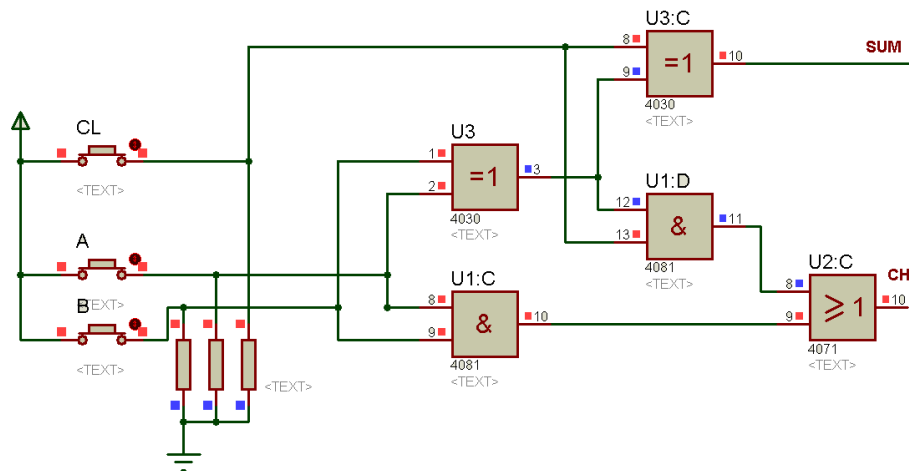 U3:C
8
=1
9
10
SUM
4030
<TEXT>
CL
<TEXT>
U3
1
=1
2
3
4030
<TEXT>
U1:D
12
&
13
11
4081
<TEXT>
A
<TEXT>
B
<TEXT>
<TEXT>
U1:C
8
&
9
10
4081
<TEXT>
U2:C
8
≥ 1
9
CH
10
4071
<TEXT>